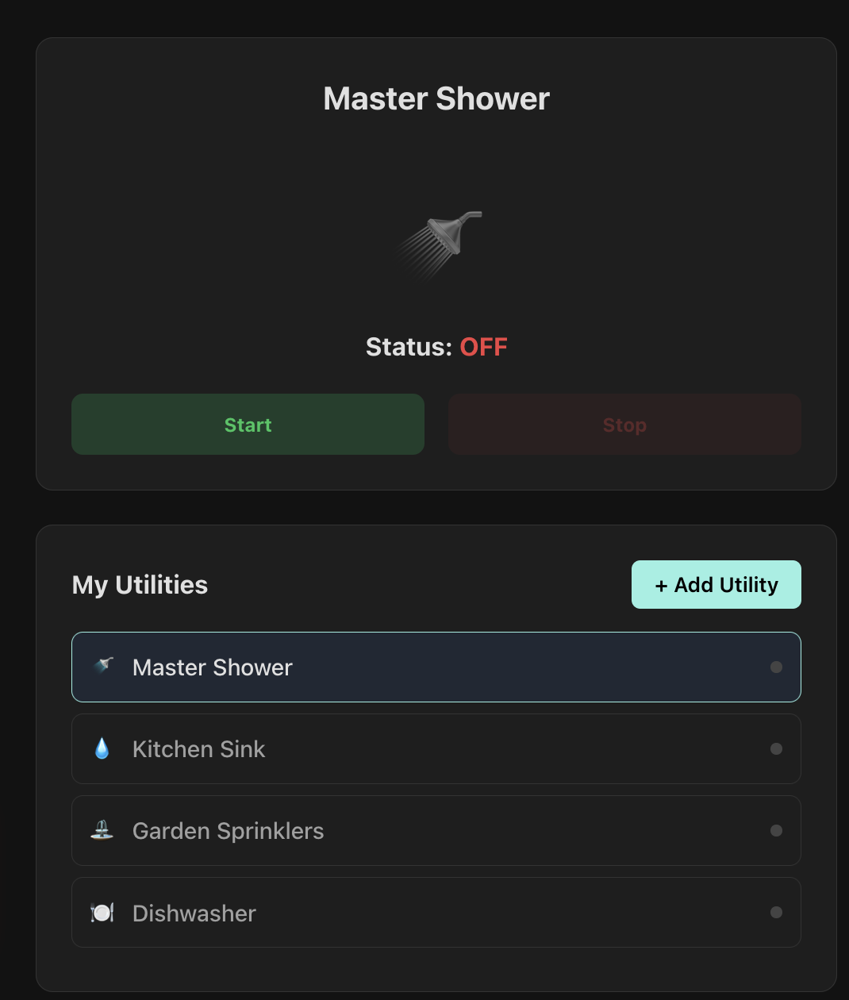 Master Shower
Status: OFF
Start
Stop
My Utilities
+ Add Utility
Master Shower
Kitchen Sink
Garden Sprinklers
Dishwasher